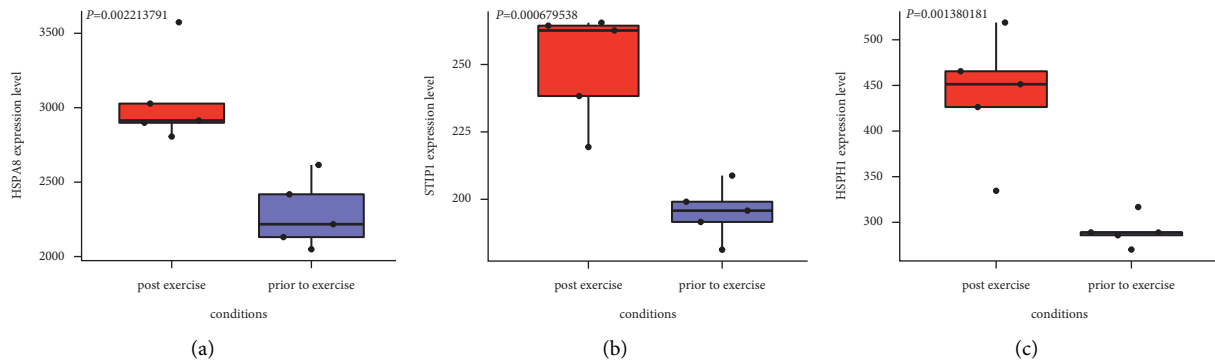 P=0.002213791
3500
3000
2500
2000
HSPA8 expression level
post exercise
prior to exercise
conditions
(a)
P=0.000679538
250
225
200
STIP1 expression level
post exercise
prior to exercise
conditions
(b)
P=0.001380181
500
450
400
350
300
HSPH1 expression level
post exercise
prior to exercise
conditions
(c)